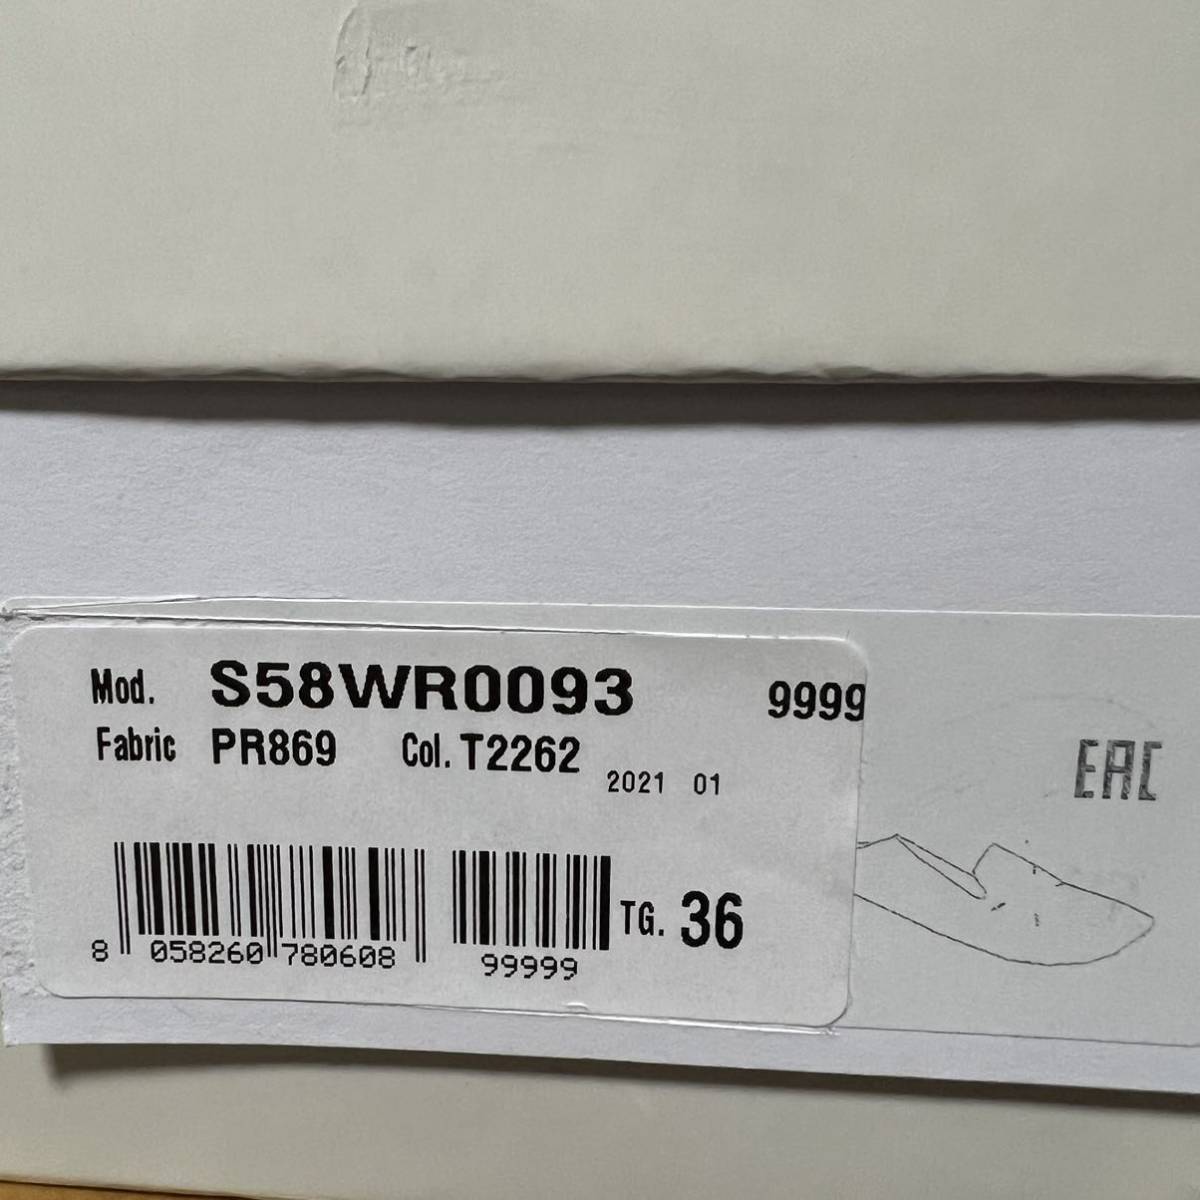 Mod. S58WR0093 9999
Fabric PR869 Col. T2262 2021 01
EAC
TG. 36
8 058260 780608 99999